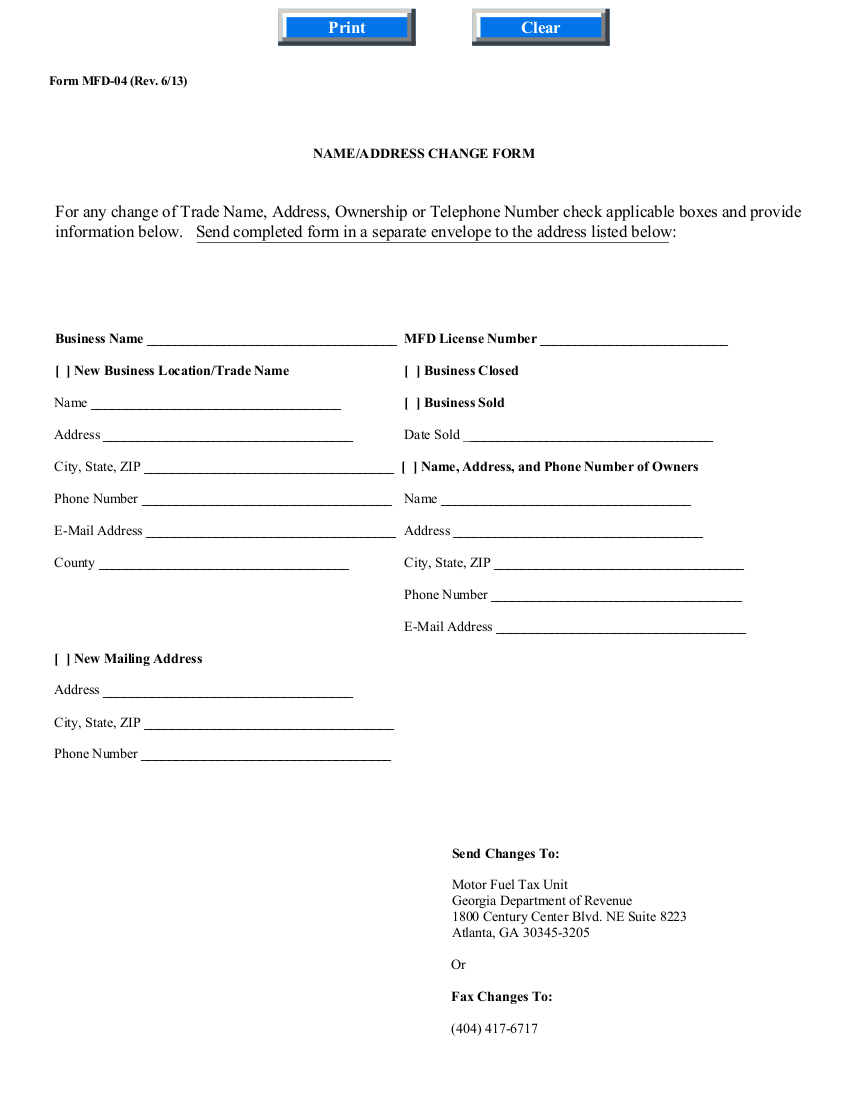 Print Clear
Form MFD-04 (Rev. 6/13)
NAME/ADDRESS CHANGE FORM
For any change of Trade Name, Address, Ownership or Telephone Number check applicable boxes and provide
information below. Send completed form in a separate envelope to the address listed below:
Business Name ____________________________________ MFD License Number ___________________________
[ ] New Business Location/Trade Name [ ] Business Closed
Name ____________________________________ [ ] Business Sold
Address ____________________________________ Date Sold ____________________________________
City, State, ZIP ____________________________________ [ ] Name, Address, and Phone Number of Owners
Phone Number ____________________________________ Name ____________________________________
E-Mail Address ____________________________________ Address ____________________________________
County ____________________________________ City, State, ZIP ____________________________________
Phone Number ____________________________________
E-Mail Address ____________________________________
[ ] New Mailing Address
Address ____________________________________
City, State, ZIP ____________________________________
Phone Number ____________________________________
Send Changes To:
Motor Fuel Tax Unit
Georgia Department of Revenue
1800 Century Center Blvd. NE Suite 8223
Atlanta, GA 30345-3205
Or
Fax Changes To:
(404) 417-6717